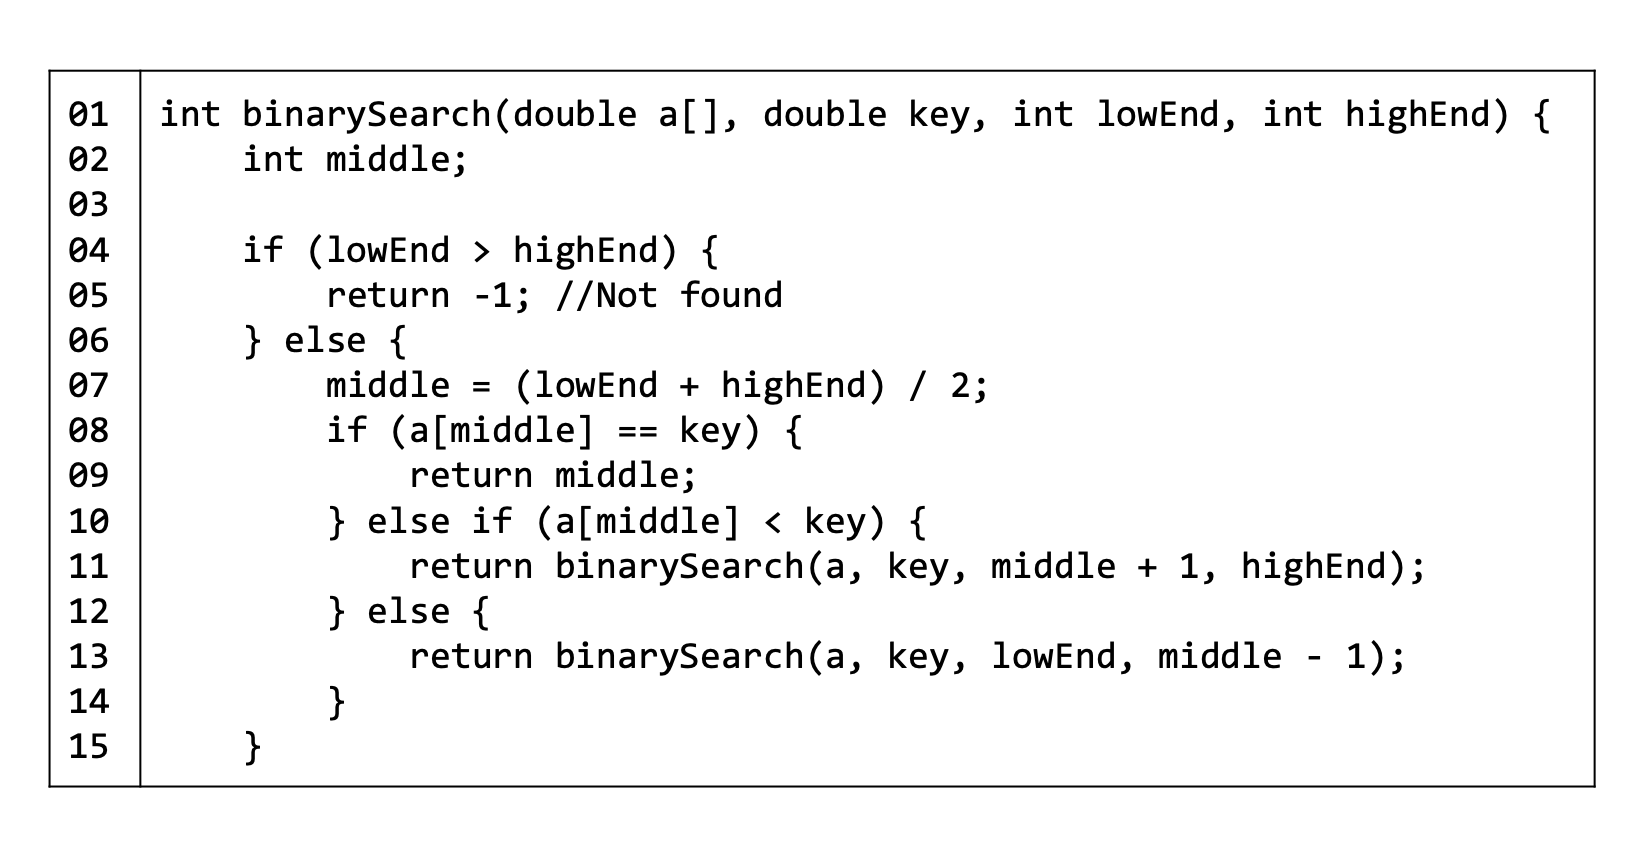 01 int binarySearch(double a[], double key, int lowEnd, int highEnd) {
02     int middle;
03
04     if (lowEnd > highEnd) {
05         return -1; //Not found
06     } else {
07         middle = (lowEnd + highEnd) / 2;
08         if (a[middle] == key) {
09             return middle;
10         } else if (a[middle] < key) {
11             return binarySearch(a, key, middle + 1, highEnd);
12         } else {
13             return binarySearch(a, key, lowEnd, middle - 1);
14         }
15     }